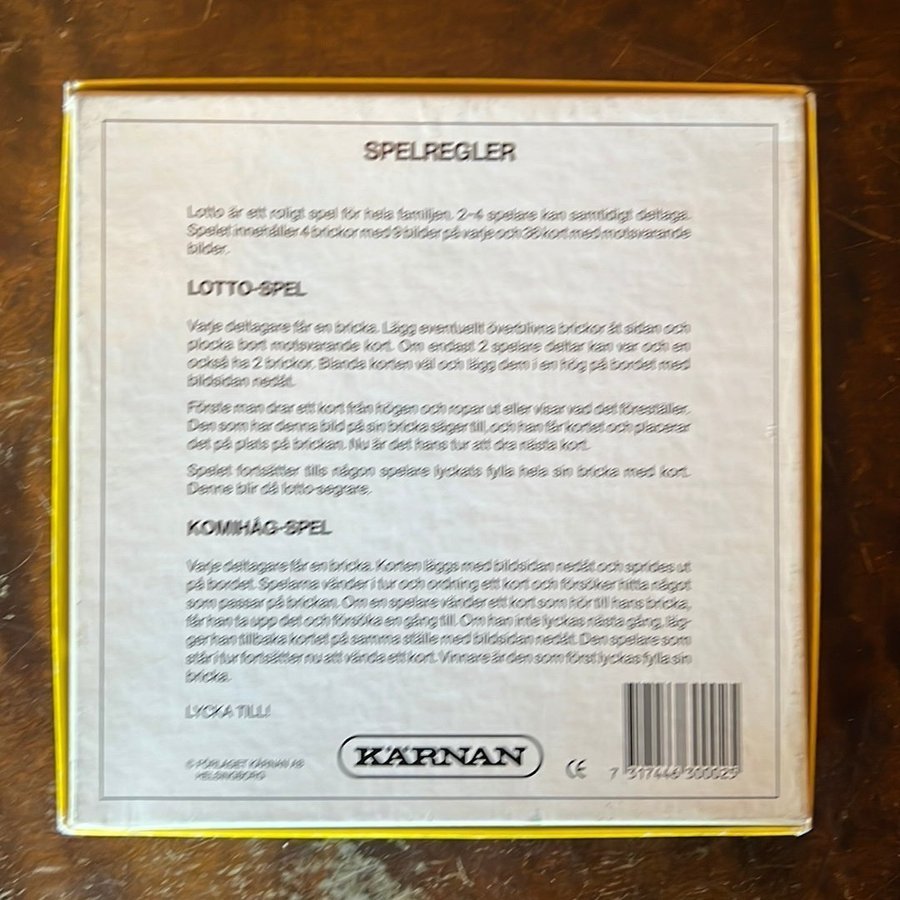 SPELREGLER
Lotto är ett roligt spel för hela familjen. 2-4 spelare kan samtidigt deltaga.
Spelet innehåller 4 brickor med 9 bilder på varje och 36 kort med motsvarande
bilder.
LOTTO-SPEL
Varje deltagare får en bricka. Lägg eventuellt överblivna brickor åt sidan och
plocka bort motsvarande kort. Om endast 2 spelare deltar kan var och en
också ha 2 brickor. Blanda korten väl och lägg dem i en hög på bordet med
bildsidan nedåt.
Förste man drar ett kort från högen och ropar ut eller visar vad det föreställer.
Den som har denna bild på sin bricka säger till, och han får kortet och placerar
det på plats på brickan. Nu är det hans tur att dra nästa kort.
Spelet fortsätter tills någon spelare lyckats fylla hela sin bricka med kort.
Denne blir då lotto-segrare.
KOMIHÅG-SPEL
Varje deltagare får en bricka. Korten läggs med bildsidan nedåt och sprides ut
på bordet. Spelarna vänder i tur och ordning ett kort och försöker hitta något
som passar på brickan. Om en spelare vänder ett kort som hör till hans bricka,
får han ta upp det och försöka en gång till. Om han inte lyckas nästa gång, läg-
ger han tillbaka kortet på samma ställe med bildsidan nedåt. Den spelare som
står i tur fortsätter nu att vända ett kort. Vinnare är den som först lyckas fylla sin
bricka.
LYCKA TILL!
© FÖRLAGET KÄRNAN AB
HELSINGBORG
KÄRNAN
CE
7 317446 300025